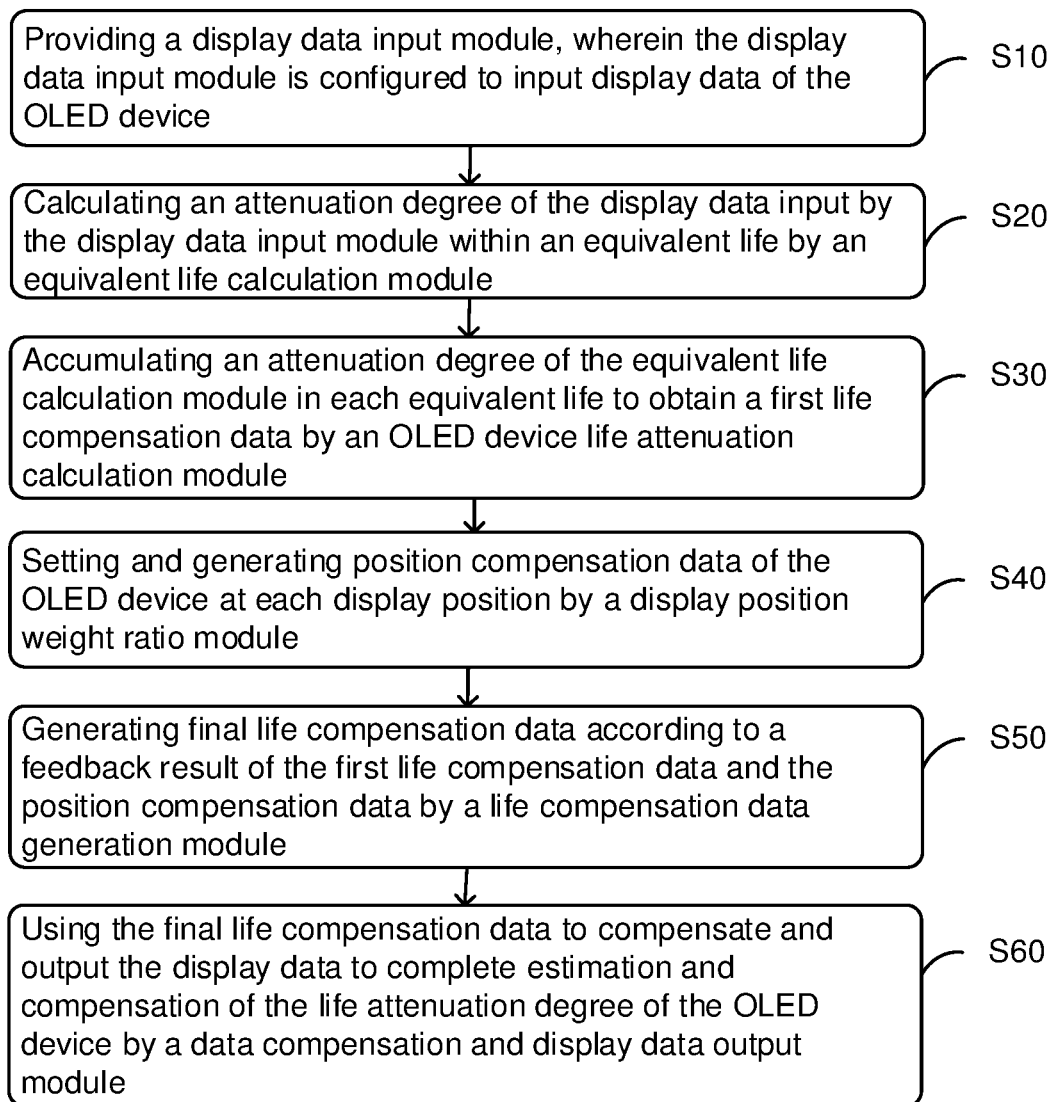 Providing a display data input module, wherein the display
data input module is configured to input display data of the
OLED device
S10
Calculating an attenuation degree of the display data input by
the display data input module within an equivalent life by an
equivalent life calculation module
S20
Accumulating an attenuation degree of the equivalent life
calculation module in each equivalent life to obtain a first life
compensation data by an OLED device life attenuation
calculation module
S30
Setting and generating position compensation data of the
OLED device at each display position by a display position
weight ratio module
S40
Generating final life compensation data according to a
feedback result of the first life compensation data and the
position compensation data by a life compensation data
generation module
S50
Using the final life compensation data to compensate and
output the display data to complete estimation and
compensation of the life attenuation degree of the OLED
device by a data compensation and display data output
module
S60